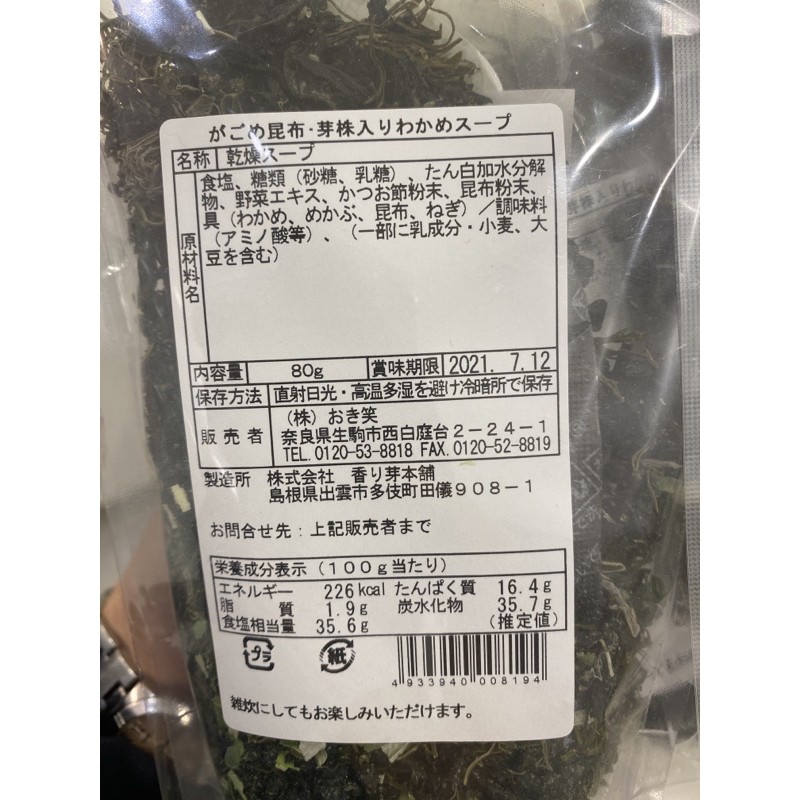 がごめ昆布・芽株入りわかめスープ
名称 乾燥スープ
原材料名
食塩、糖類（砂糖、乳糖）、たん白加水分解
物、野菜エキス、かつお節粉末、昆布粉末、
具（わかめ、めかぶ、昆布、ねぎ）／調味料
（アミノ酸等）、（一部に乳成分・小麦、大
豆を含む）
内容量 80g 賞味期限 2021. 7.12
保存方法 直射日光・高温多湿を避け冷暗所で保存
販売者
（株）おき笑
奈良県生駒市西白庭台２－２４－１
TEL.0120-53-8818 FAX.0120-52-8819
製造所 株式会社 香り芽本舗
島根県出雲市多伎町田儀９０８－１
お問合せ先：上記販売者まで
栄養成分表示（１００ｇ当たり）
エネルギー 226kcal たんぱく質 16.4g
脂質 1.9g 炭水化物 35.7g
食塩相当量 35.6g （推定値）
プラ 紙
4933940008194
雑炊にしてもお楽しみいただけます。